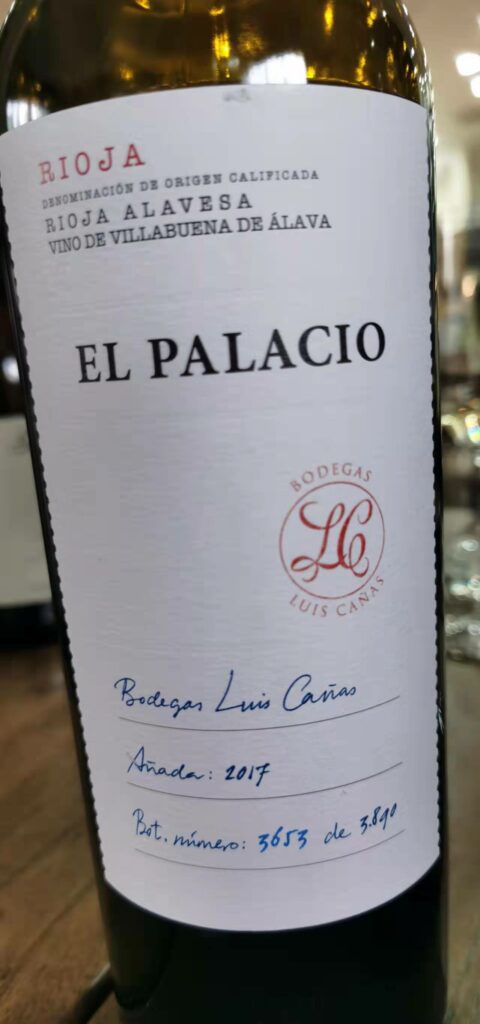 RIOJA
DENOMINACIÓN DE ORIGEN CALIFICADA
RIOJA ALAVESA
VINO DE VILLABUENA DE ÁLAVA
EL PALACIO
BODEGAS
LC
LUIS CAÑAS
Bodegas Luis Cañas
Añada: 2017
Bot. número: 3653 de 3.890